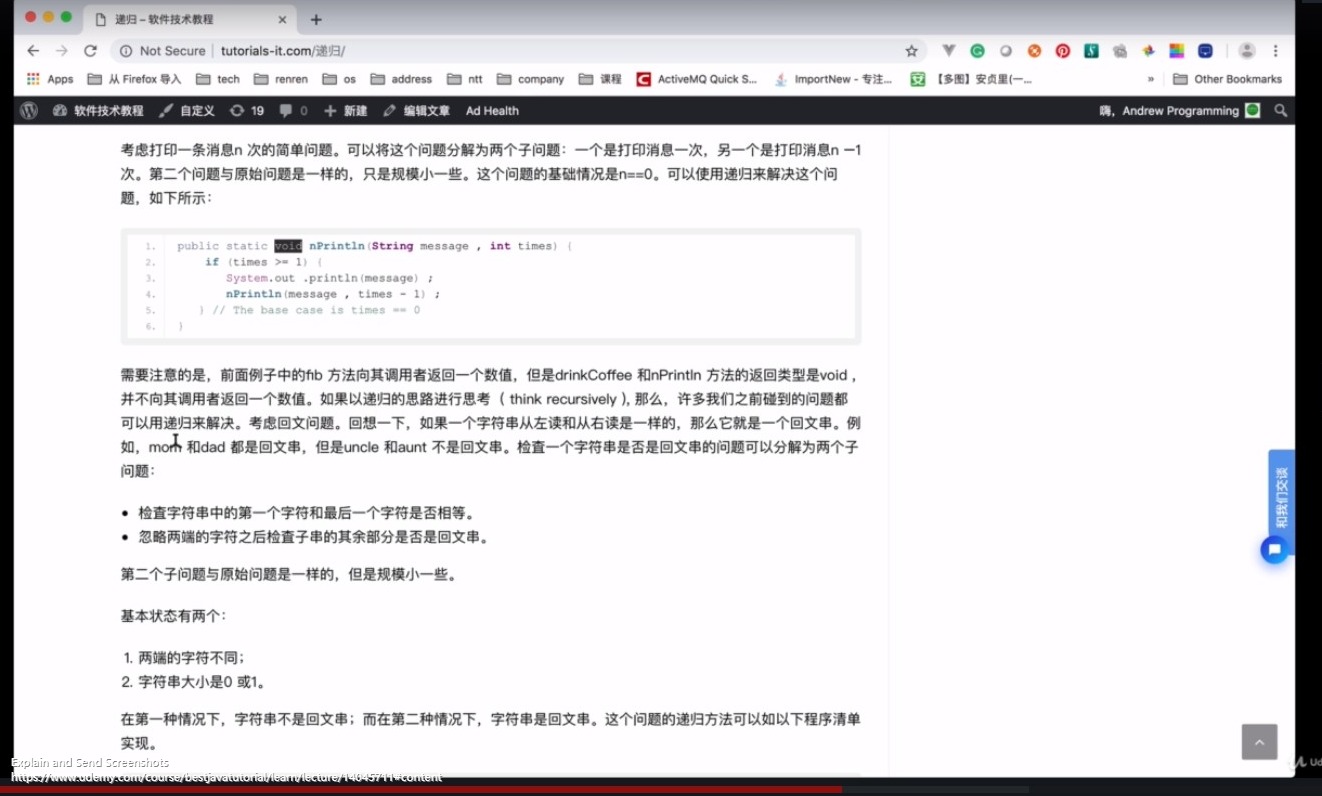 递归 – 软件技术教程
Not Secure | tutorials-it.com/递归/
Apps 从 Firefox 导入 tech renren os address ntt company 课程 ActiveMQ Quick S... ImportNew - 专注... 【多图】安贞里(一... » Other Bookmarks
软件技术教程 自定义 19 0 新建 编辑文章 Ad Health 嗨，Andrew Programming
考虑打印一条消息n 次的简单问题。可以将这个问题分解为两个子问题：一个是打印消息一次，另一个是打印消息n —1
次。第二个问题与原始问题是一样的，只是规模小一些。这个问题的基础情况是n==0。可以使用递归来解决这个问
题，如下所示：
1. public static void nPrintln(String message , int times) {
2. if (times >= 1) {
3. System.out .println(message) ;
4. nPrintln(message , times - 1) ;
5. } // The base case is times == 0
6. }
需要注意的是，前面例子中的fib 方法向其调用者返回一个数值，但是drinkCoffee 和nPrintln 方法的返回类型是void ,
并不向其调用者返回一个数值。如果以递归的思路进行思考（ think recursively ), 那么，许多我们之前碰到的问题都
可以用递归来解决。考虑回文问题。回想一下，如果一个字符串从左读和从右读是一样的，那么它就是一个回文串。例
如，mom 和dad 都是回文串，但是uncle 和aunt 不是回文串。检查一个字符串是否是回文串的问题可以分解为两个子
问题：
• 检查字符串中的第一个字符和最后一个字符是否相等。
• 忽略两端的字符之后检查子串的其余部分是否是回文串。
第二个子问题与原始问题是一样的，但是规模小一些。
基本状态有两个：
1. 两端的字符不同；
2. 字符串大小是0 或1。
在第一种情况下，字符串不是回文串；而在第二种情况下，字符串是回文串。这个问题的递归方法可以如以下程序清单
实现。
和我们交谈
Explain and Send Screenshots
https://www.udemy.com/course/bestjavatutorial/learn/lecture/14045711#content